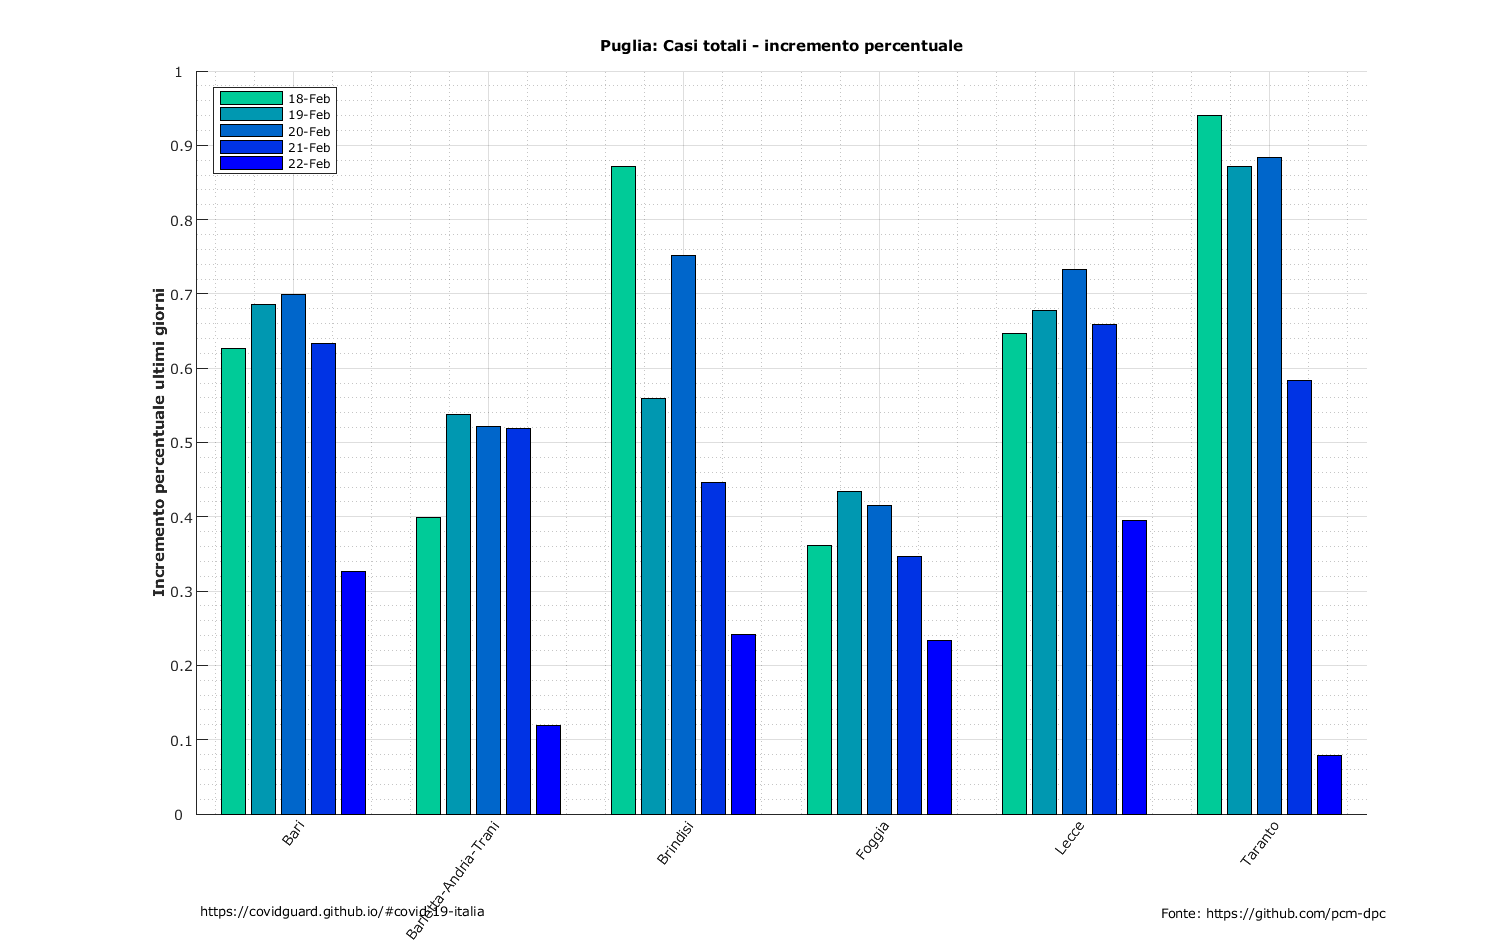 Puglia: Casi totali - incremento percentuale
Incremento percentuale ultimi giorni
1
0.9
0.8
0.7
0.6
0.5
0.4
0.3
0.2
0.1
0
18-Feb
19-Feb
20-Feb
21-Feb
22-Feb
Bari
Barletta-Andria-Trani
Brindisi
Foggia
Lecce
Taranto
https://covidguard.github.io/#covid-19-italia
Fonte: https://github.com/pcm-dpc